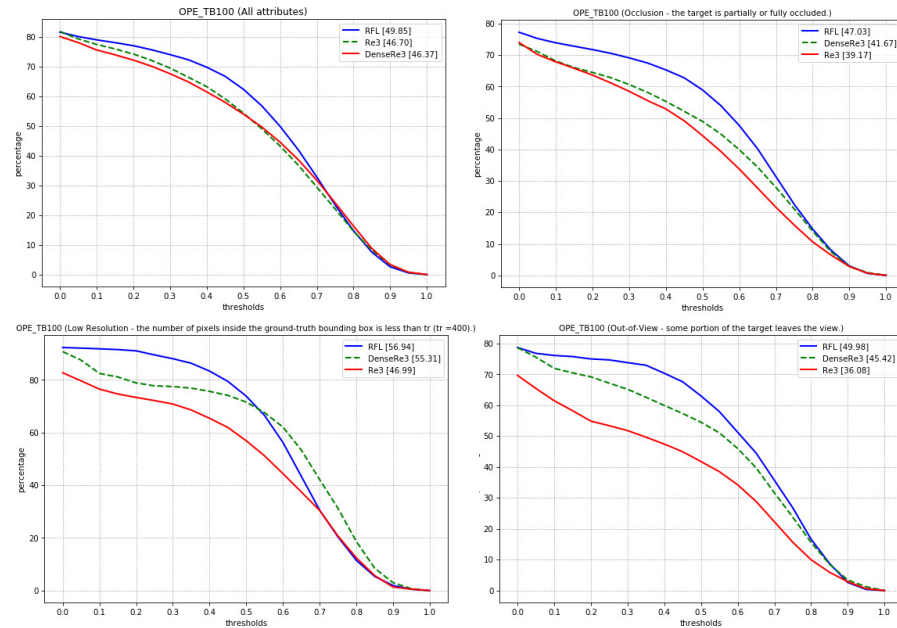 OPE_TB100 (All attributes)
RFL [49.85]
Re3 [46.70]
DenseRe3 [46.37]
percentage
80
70
60
50
40
30
20
10
0
0.0 0.1 0.2 0.3 0.4 0.5 0.6 0.7 0.8 0.9 1.0
thresholds
OPE_TB100 (Occlusion - the target is partially or fully occluded.)
RFL [47.03]
DenseRe3 [41.67]
Re3 [39.17]
percentage
80
70
60
50
40
30
20
10
0
0.0 0.1 0.2 0.3 0.4 0.5 0.6 0.7 0.8 0.9 1.0
thresholds
OPE_TB100 (Low Resolution - the number of pixels inside the ground-truth bounding box is less than tr (tr =400).)
RFL [56.94]
DenseRe3 [55.31]
Re3 [46.99]
percentage
80
60
40
20
0
0.0 0.1 0.2 0.3 0.4 0.5 0.6 0.7 0.8 0.9 1.0
thresholds
OPE_TB100 (Out-of-View - some portion of the target leaves the view.)
RFL [49.98]
DenseRe3 [45.42]
Re3 [36.08]
80
70
60
50
40
30
20
10
0
0.0 0.1 0.2 0.3 0.4 0.5 0.6 0.7 0.8 0.9 1.0
thresholds